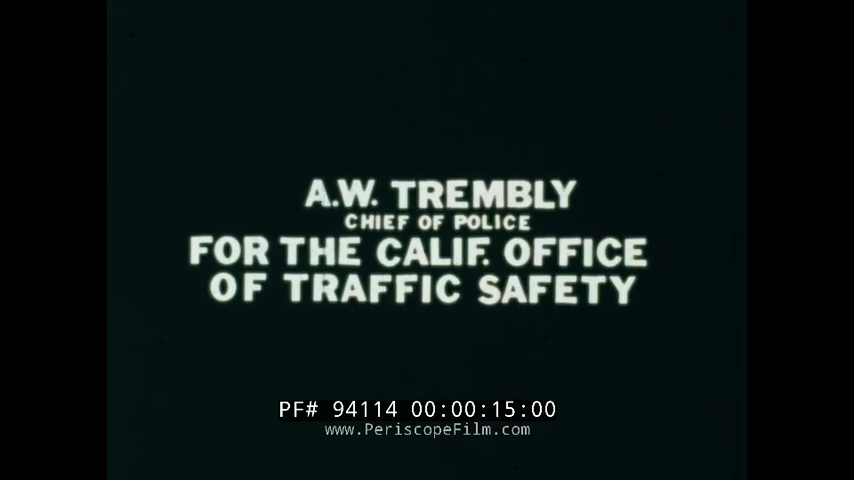 A.W. TREMBLY
CHIEF OF POLICE
FOR THE CALIF. OFFICE
OF TRAFFIC SAFETY
PF# 94114 00:00:15:00
www.PeriscopeFilm.com